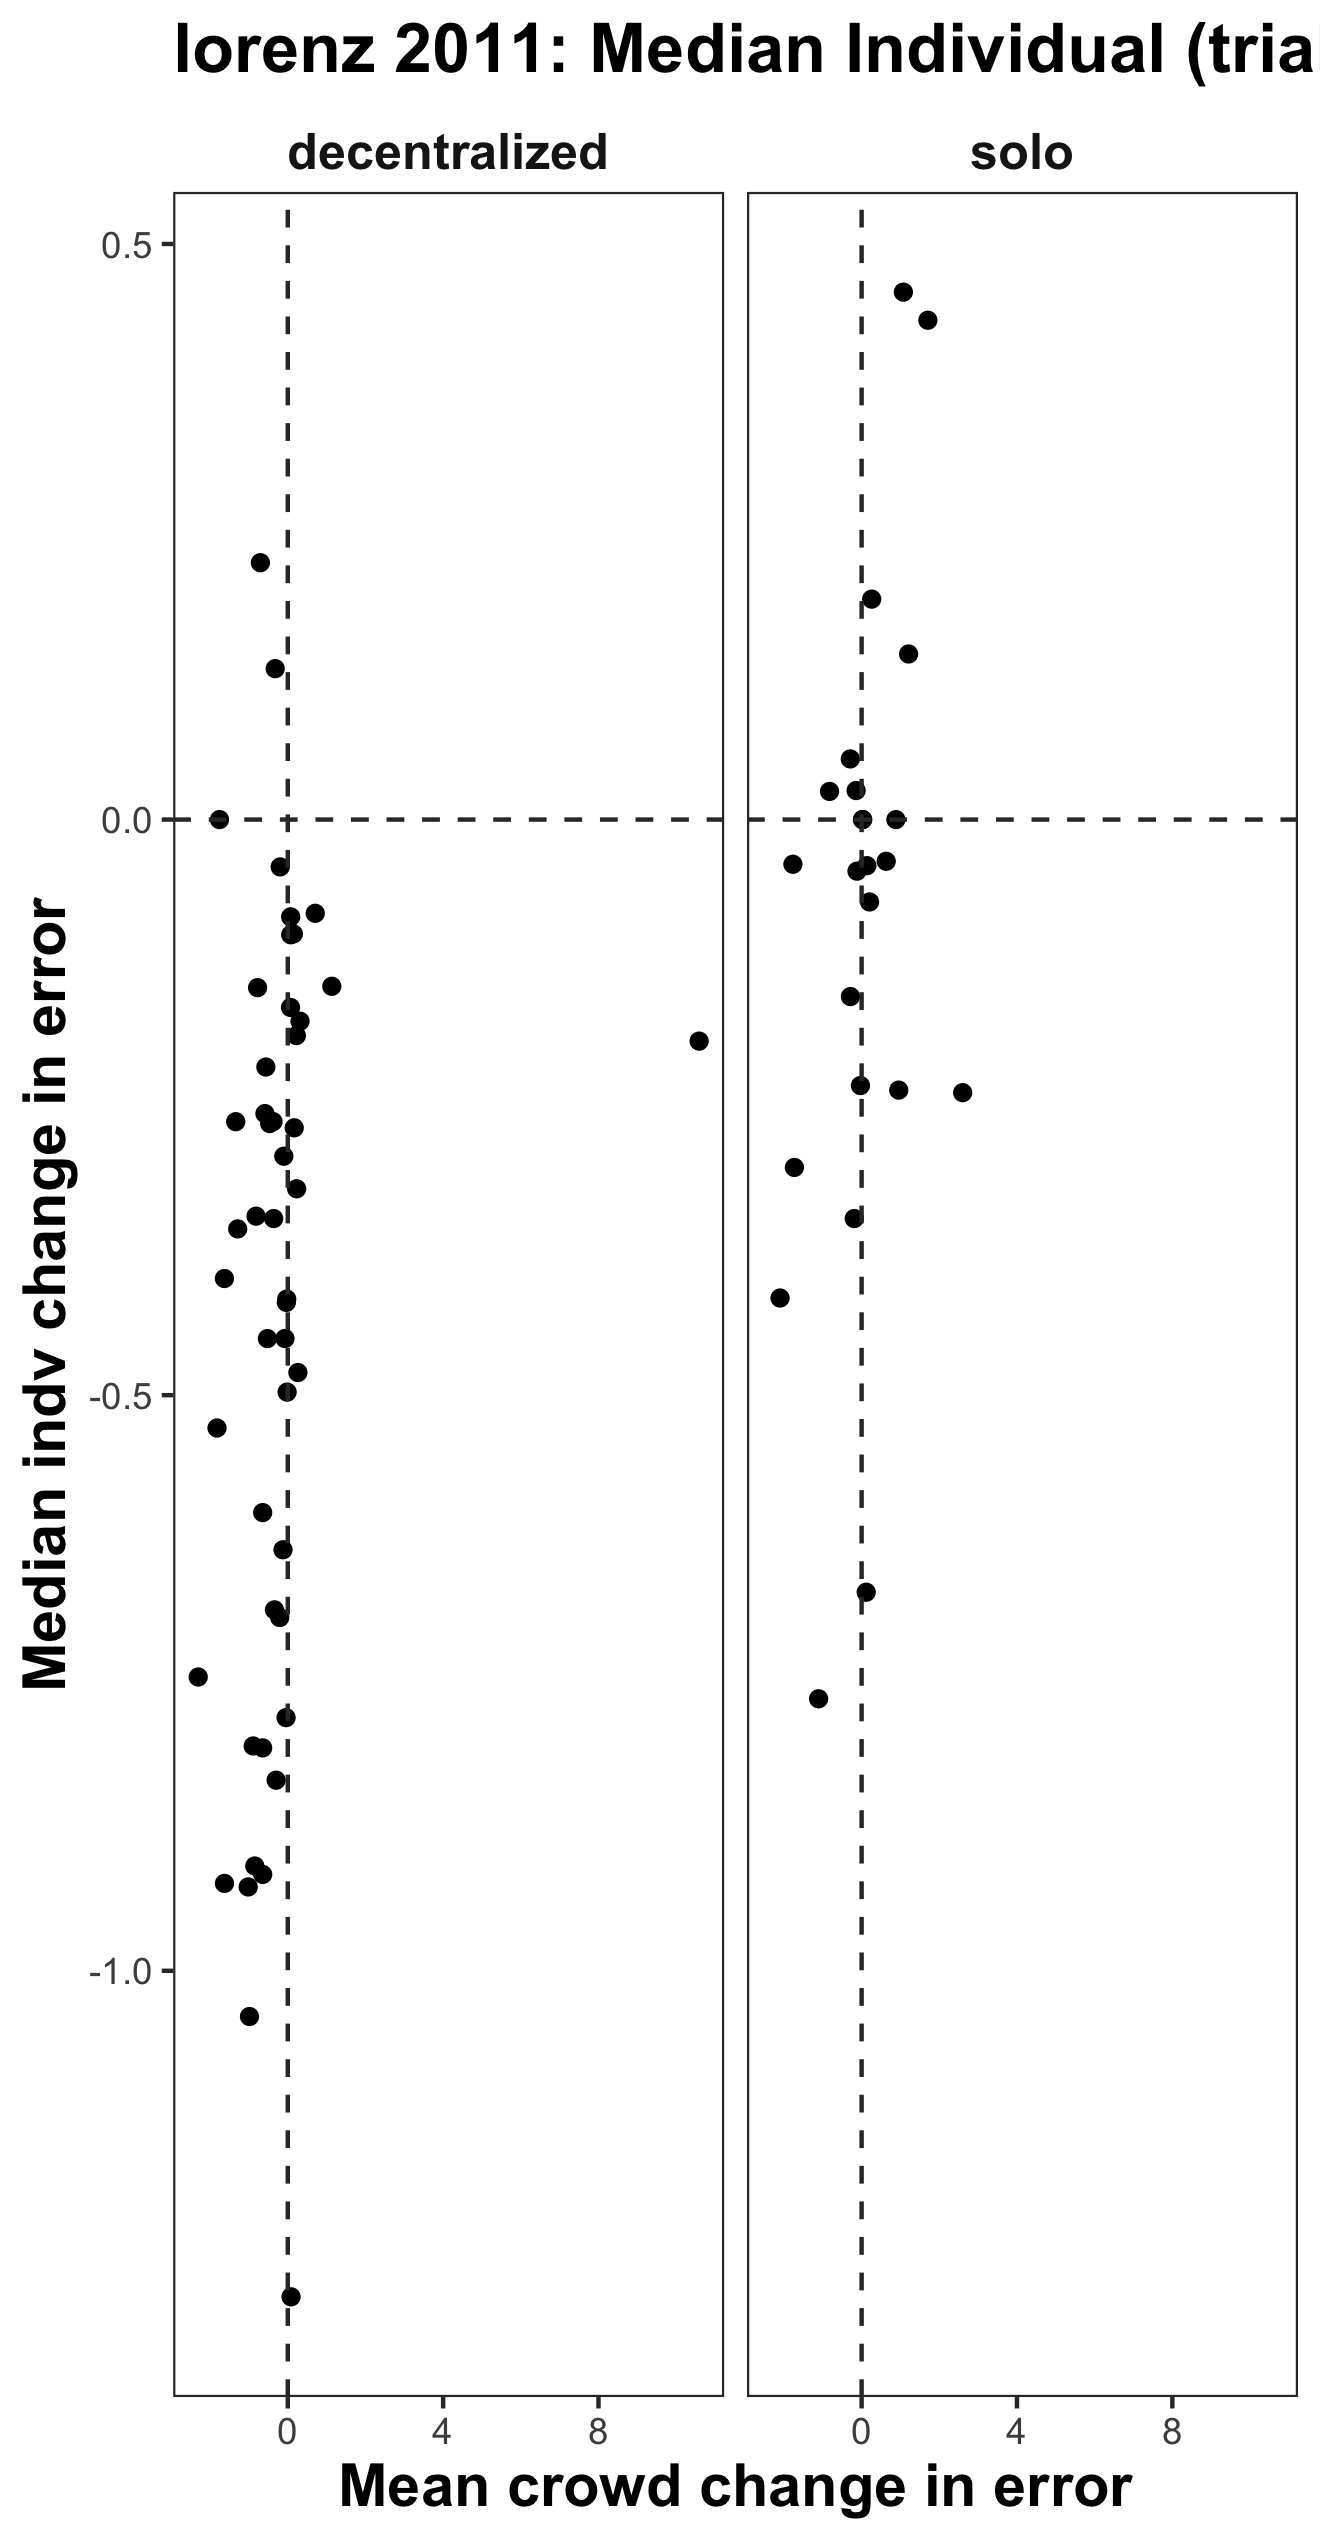 lorenz 2011: Median Individual (trial
decentralized
solo
0.5
0.0
-0.5
-1.0
Median indv change in error
0 4 8
0 4 8
Mean crowd change in error